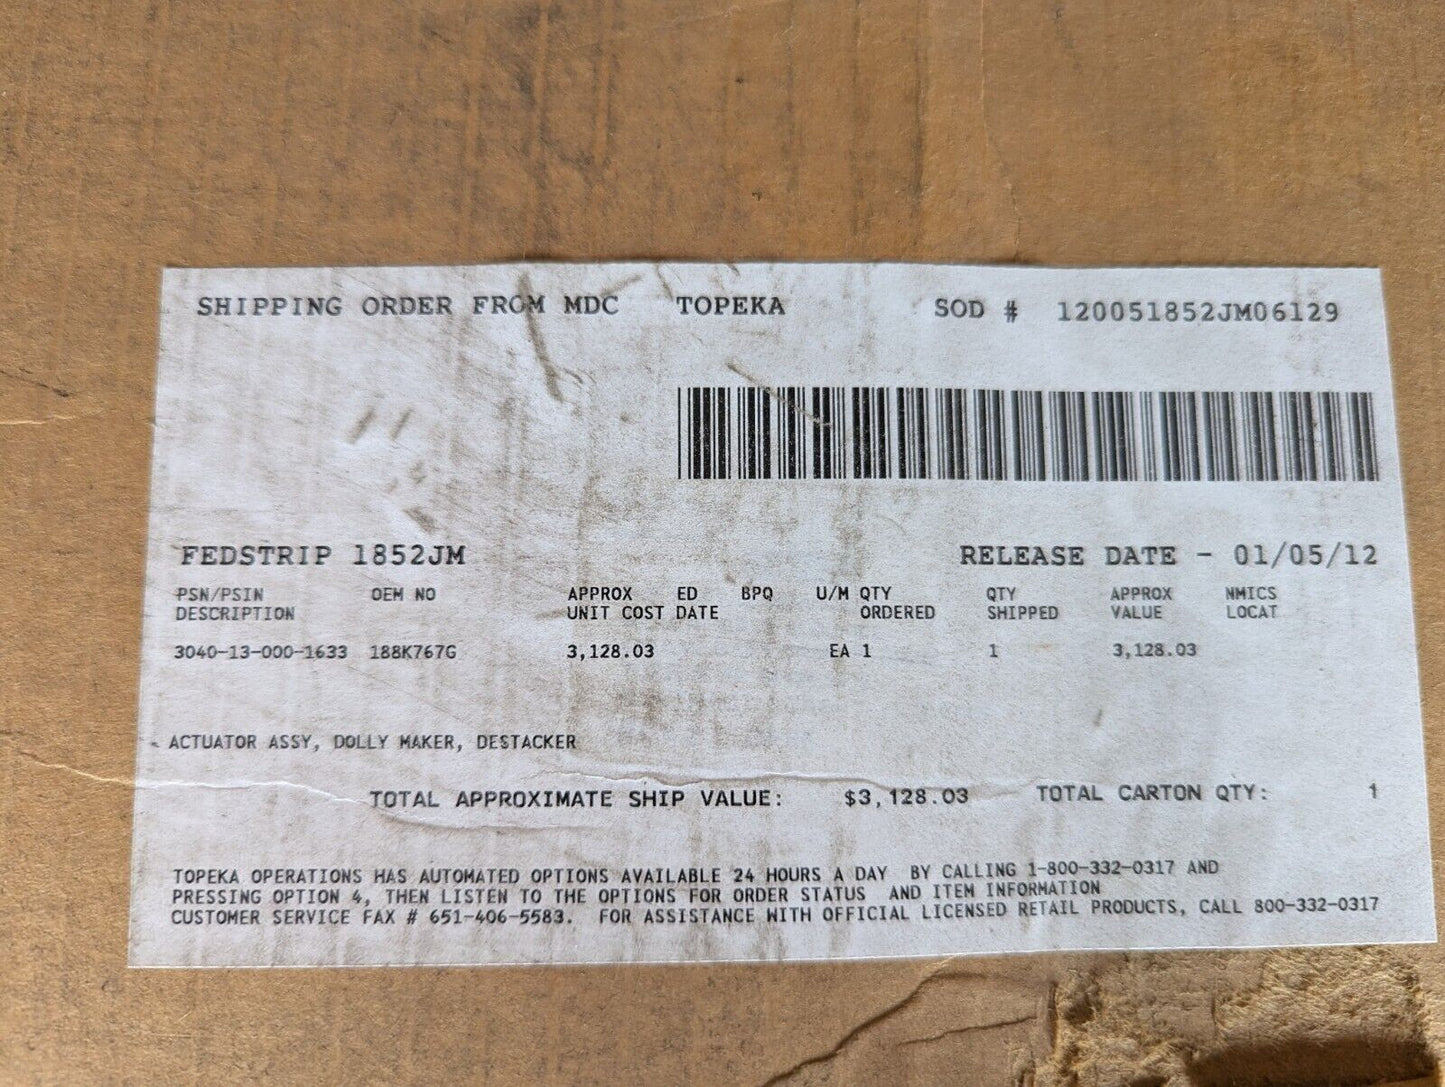 SHIPPING ORDER FROM MDC TOPEKA SOD # 120051852JM06129
FEDSTRIP 1852JM RELEASE DATE - 01/05/12
PSN/PSIN OEM NO APPROX ED BPQ U/M QTY QTY APPROX NMICS
DESCRIPTION UNIT COST DATE ORDERED SHIPPED VALUE LOCAT
3040-13-000-1633 188K767G 3,128.03 EA 1 1 3,128.03
ACTUATOR ASSY, DOLLY MAKER, DESTACKER
TOTAL APPROXIMATE SHIP VALUE: $3,128.03 TOTAL CARTON QTY: 1
TOPEKA OPERATIONS HAS AUTOMATED OPTIONS AVAILABLE 24 HOURS A DAY BY CALLING 1-800-332-0317 AND
PRESSING OPTION 4, THEN LISTEN TO THE OPTIONS FOR ORDER STATUS AND ITEM INFORMATION
CUSTOMER SERVICE FAX # 651-406-5583. FOR ASSISTANCE WITH OFFICIAL LICENSED RETAIL PRODUCTS, CALL 800-332-0317